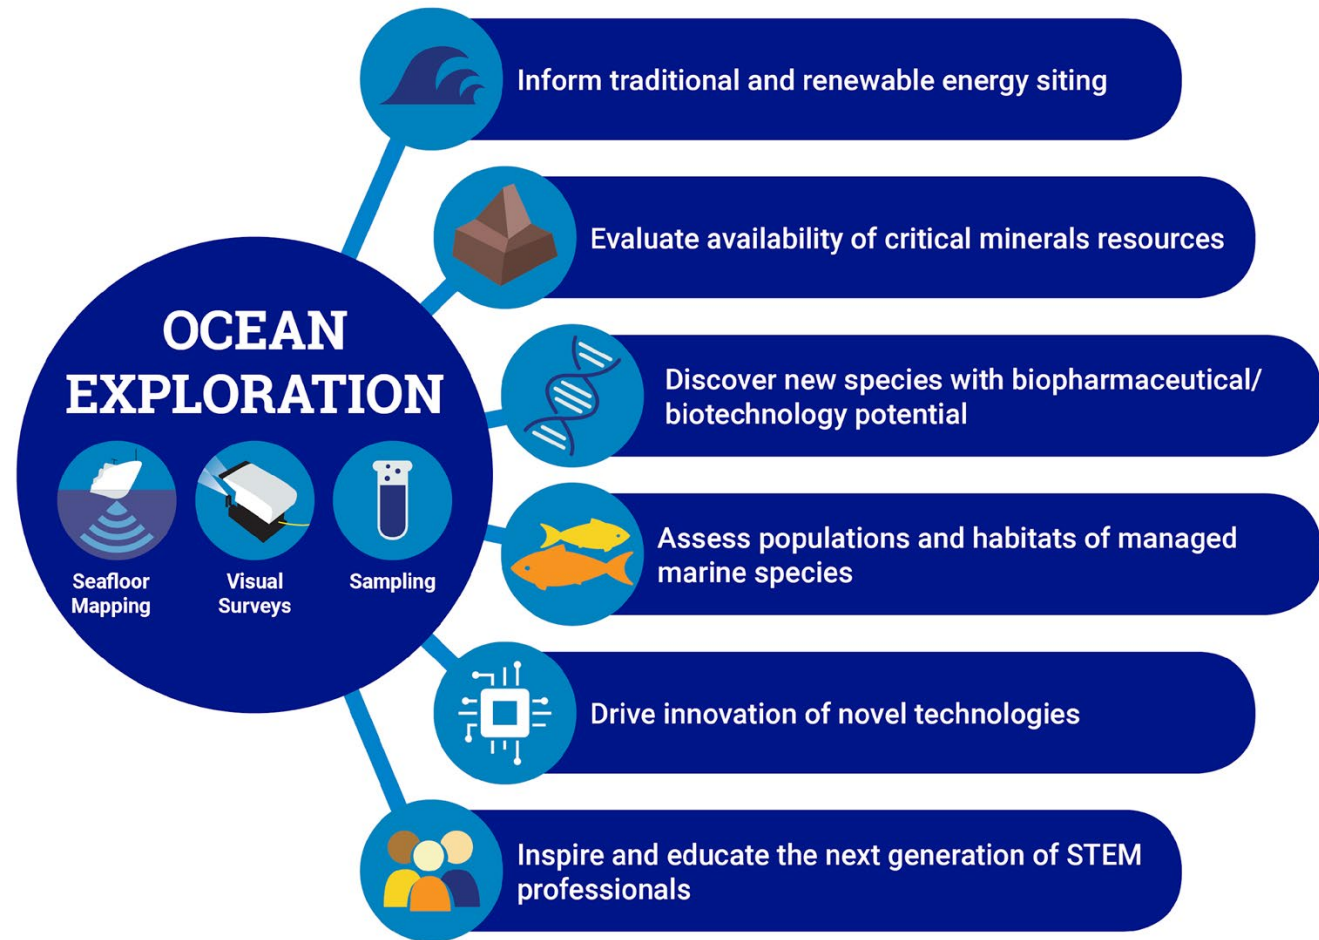 OCEAN
EXPLORATION
Seafloor
Mapping
Visual
Surveys
Sampling
Inform traditional and renewable energy siting
Evaluate availability of critical minerals resources
Discover new species with biopharmaceutical/
biotechnology potential
Assess populations and habitats of managed
marine species
Drive innovation of novel technologies
Inspire and educate the next generation of STEM
professionals